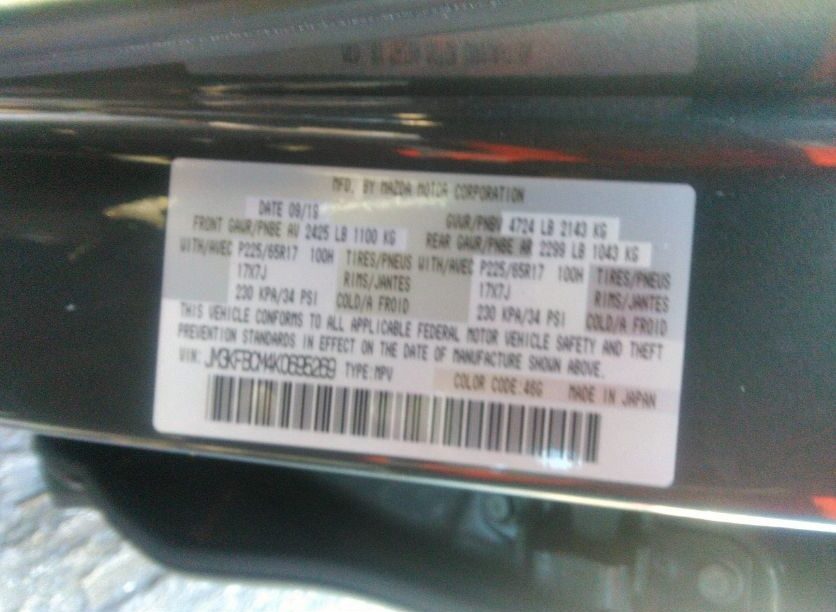 MFD. BY MAZDA MOTOR CORPORATION
DATE 09/18 GVWR/PNBV 4724 LB 2143 KG
FRONT GAWR/PNBE AV 2425 LB 1100 KG REAR GAWR/PNBE AR 2299 LB 1043 KG
WITH/AVEC P225/65R17 100H TIRES/PNEUS WITH/AVEC P225/65R17 100H TIRES/PNEUS
17X7J RIMS/JANTES 17X7J RIMS/JANTES
230 KPA/34 PSI COLD/A FROID 230 KPA/34 PSI COLD/A FROID
THIS VEHICLE CONFORMS TO ALL APPLICABLE FEDERAL MOTOR VEHICLE SAFETY AND THEFT
PREVENTION STANDARDS IN EFFECT ON THE DATE OF MANUFACTURE SHOWN ABOVE.
VIN: JM3KFBCM4K0695269 TYPE:MPV COLOR CODE:46G MADE IN JAPAN